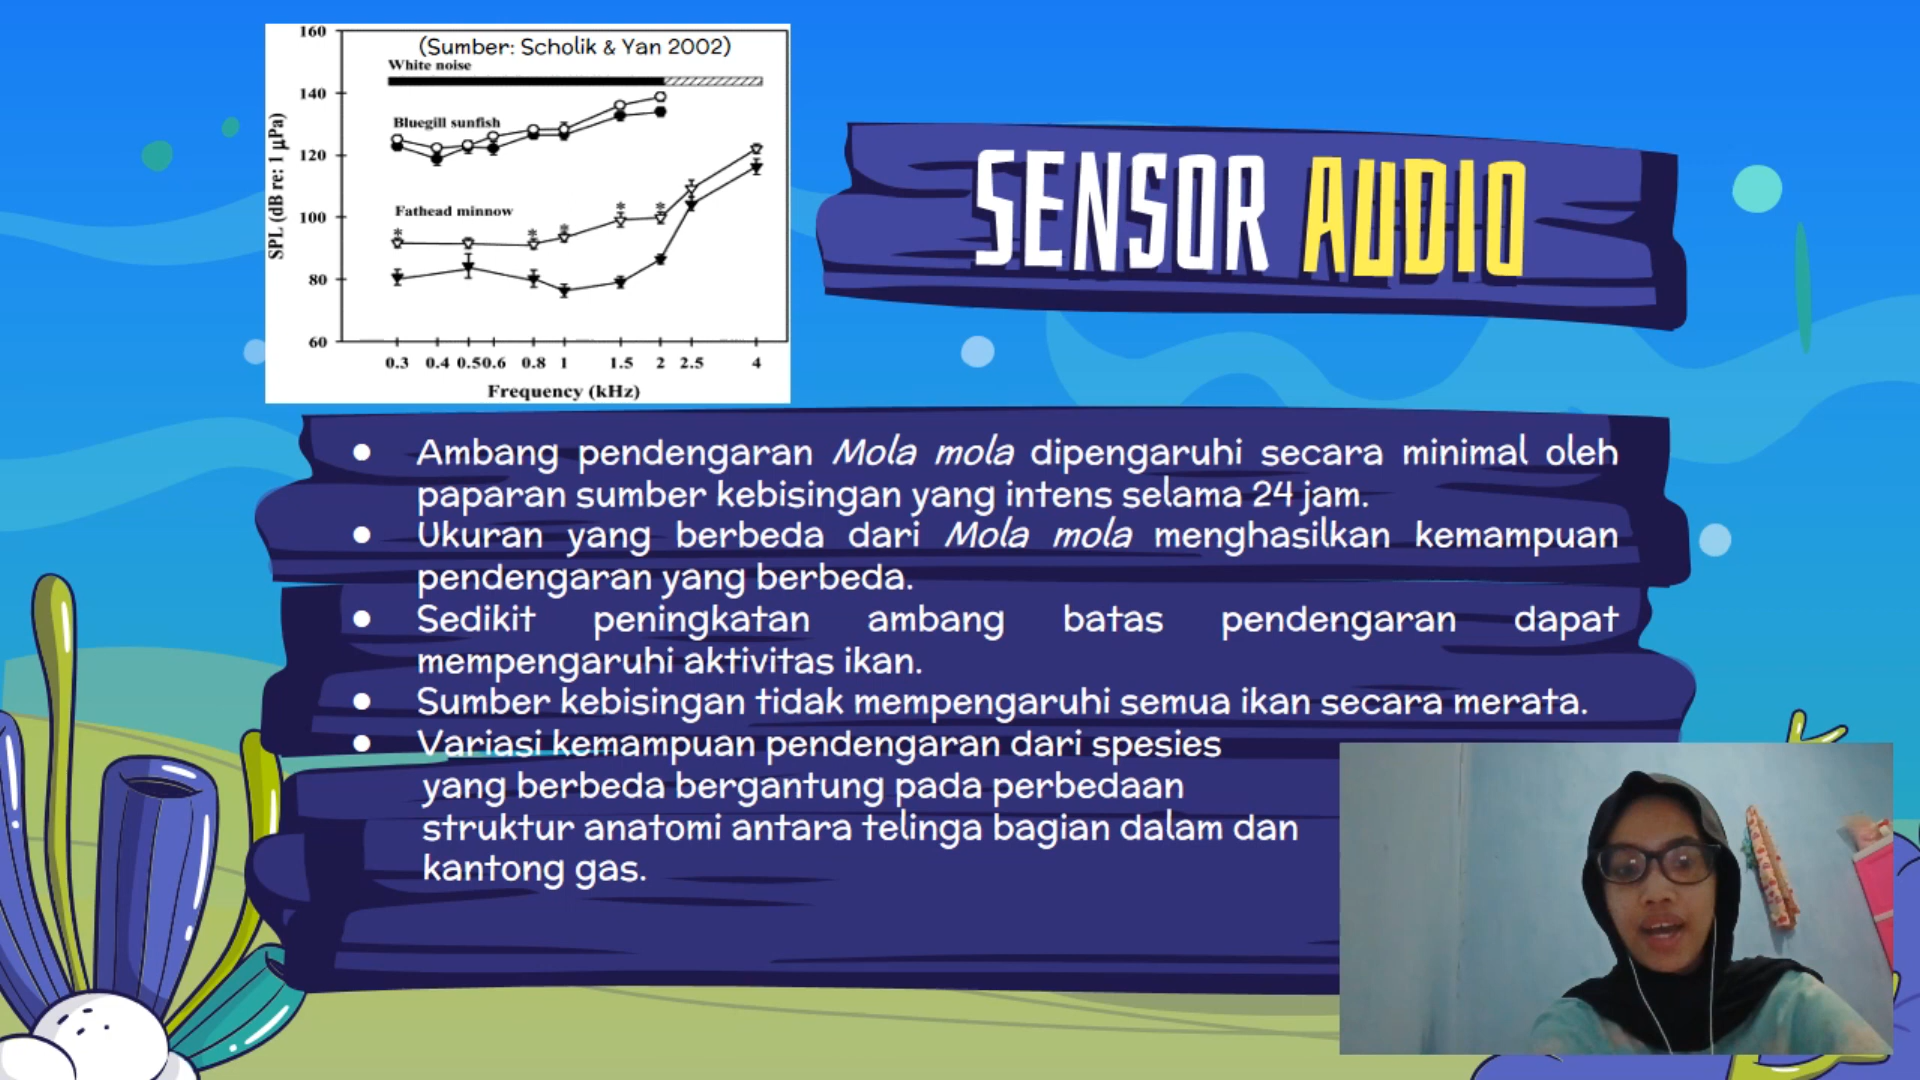 160
(Sumber: Scholik & Yan 2002)
White noise
140
Bluegill sunfish
120
SPL (dB re: 1 µPa)
Fathead minnow
100
* * * * *
80
60
0.3 0.4 0.5 0.6 0.8 1 1.5 2 2.5 4
Frequency (kHz)
SENSOR AUDIO
● Ambang pendengaran Mola mola dipengaruhi secara minimal oleh
paparan sumber kebisingan yang intens selama 24 jam.
● Ukuran yang berbeda dari Mola mola menghasilkan kemampuan
pendengaran yang berbeda.
● Sedikit peningkatan ambang batas pendengaran dapat
mempengaruhi aktivitas ikan.
● Sumber kebisingan tidak mempengaruhi semua ikan secara merata.
● Variasi kemampuan pendengaran dari spesies
yang berbeda bergantung pada perbedaan
struktur anatomi antara telinga bagian dalam dan
kantong gas.